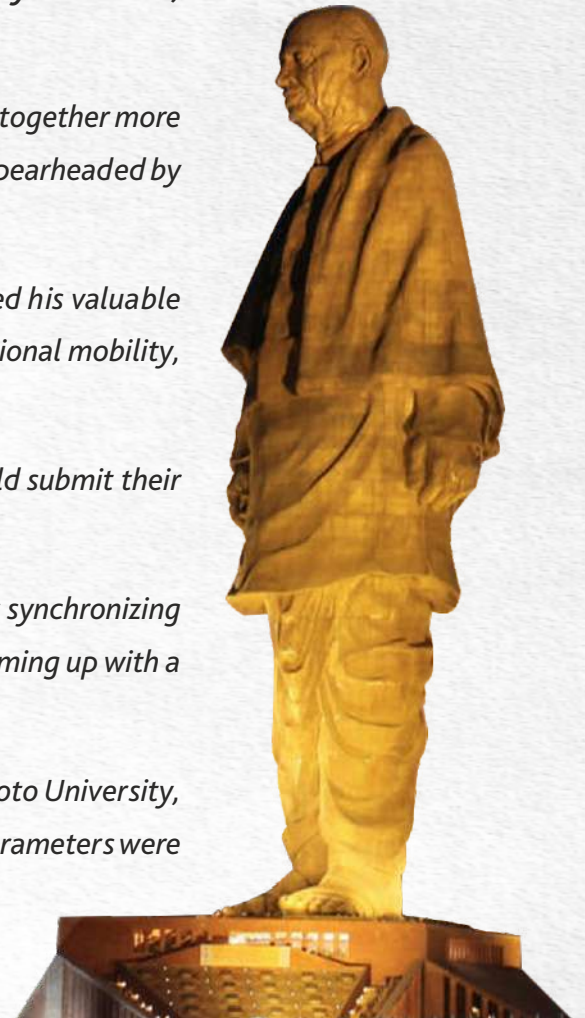 together more
pearheaded by
ed his valuable
ional mobility,
ld submit their
synchronizing
ming up with a
oto University,
rameters were